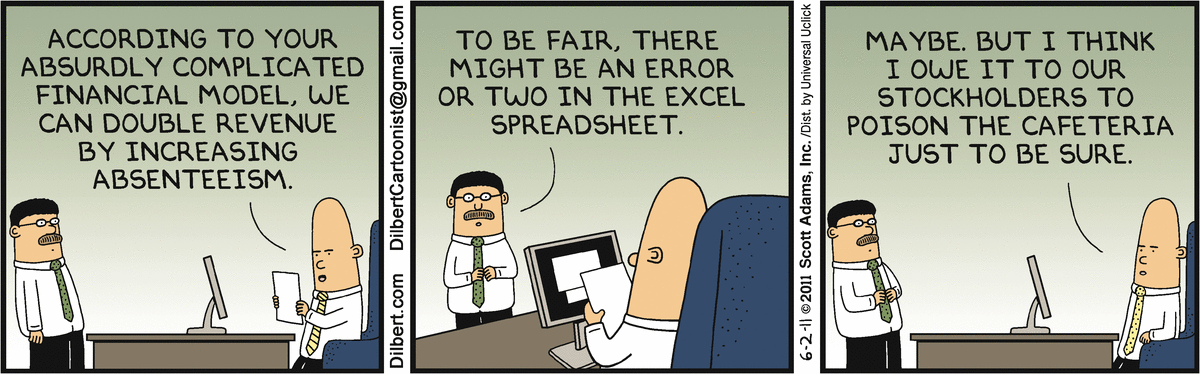 ACCORDING TO YOUR
ABSURDLY COMPLICATED
FINANCIAL MODEL, WE
CAN DOUBLE REVENUE
BY INCREASING
ABSENTEEISM.
Dilbert.com DilbertCartoonist@gmail.com
TO BE FAIR, THERE
MIGHT BE AN ERROR
OR TWO IN THE EXCEL
SPREADSHEET.
6-2-11 ©2011 Scott Adams, Inc. /Dist. by Universal Uclick
MAYBE. BUT I THINK
I OWE IT TO OUR
STOCKHOLDERS TO
POISON THE CAFETERIA
JUST TO BE SURE.